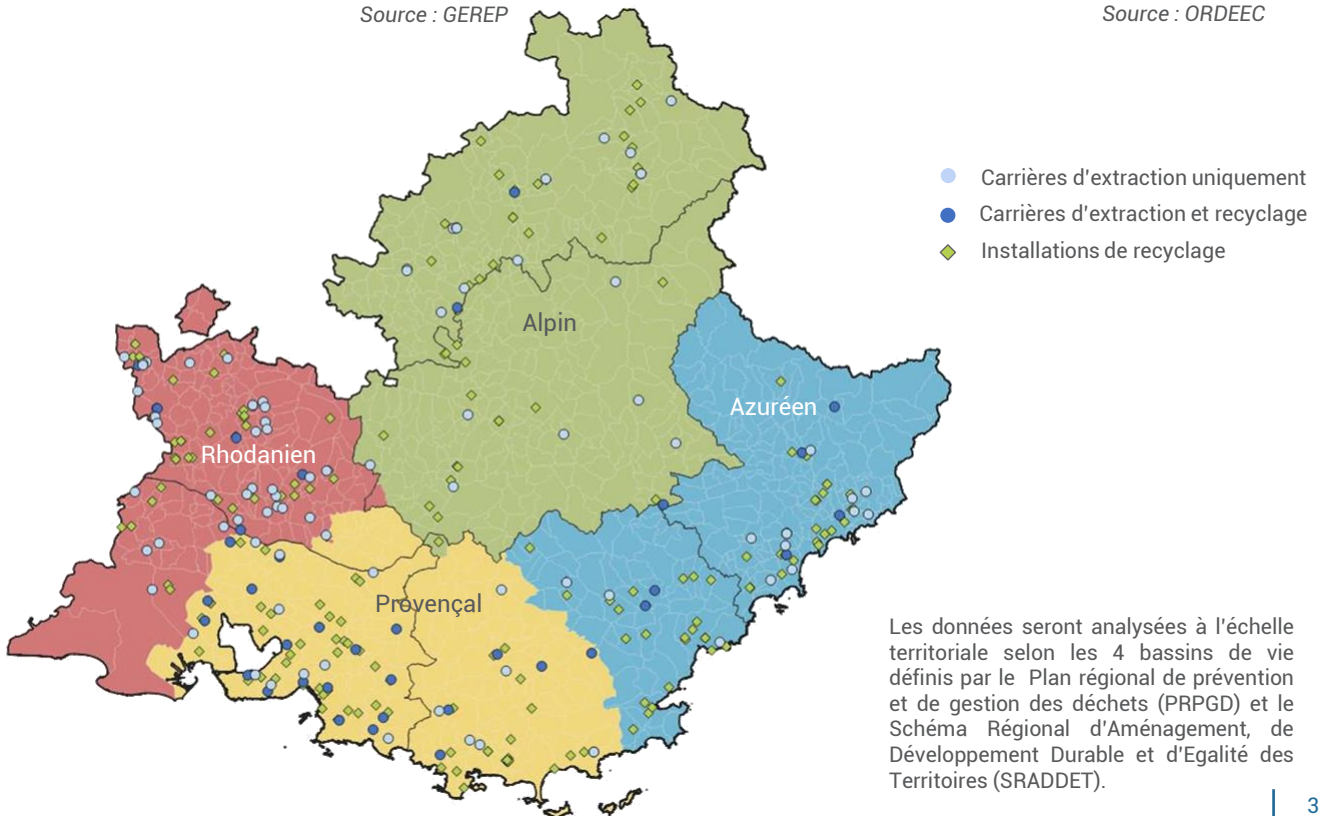 Source : GEREP
Source : ORDEEC
Carrières d'extraction uniquement
Carrières d'extraction et recyclage
Installations de recyclage
Alpin
Azuréen
Rhodanien
Provençal
Les données seront analysées à l'échelle
territoriale selon les 4 bassins de vie
définis par le Plan régional de prévention
et de gestion des déchets (PRPGD) et le
Schéma Régional d'Aménagement, de
Développement Durable et d'Egalité des
Territoires (SRADDET).
3